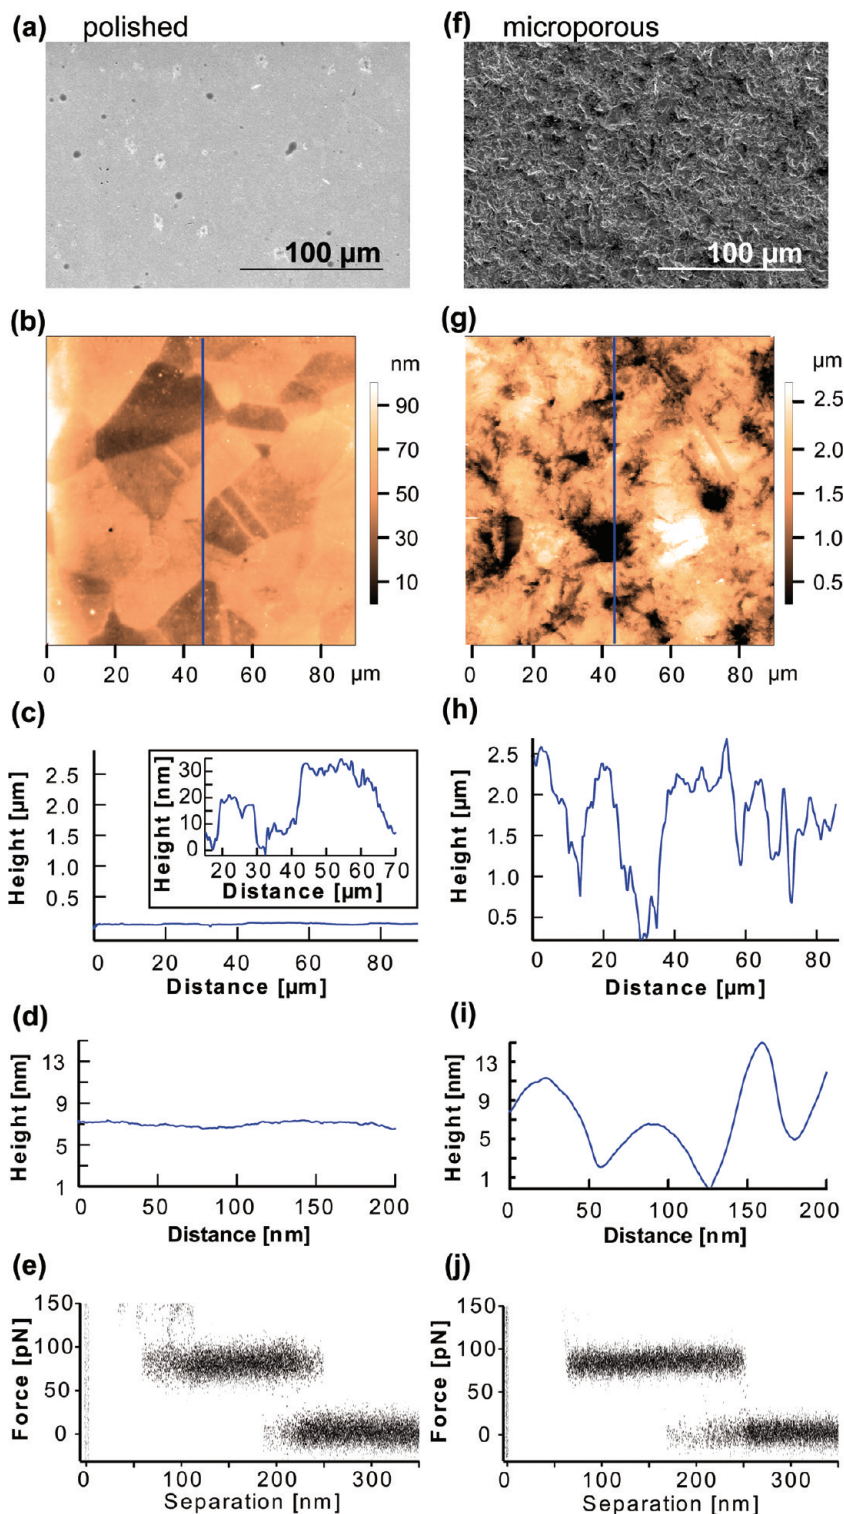 (a) polished
100 µm
(b)
nm
90
70
50
30
10
0 20 40 60 80 µm
(c)
Height [µm]
2.5
2.0
1.5
1.0
0.5
Height [nm]
30
20
10
0
20 30 40 50 60 70
Distance [µm]
0 20 40 60 80
Distance [µm]
(d)
Height [nm]
13
9
5
1
0 50 100 150 200
Distance [nm]
(e)
Force [pN]
150
100
50
0
0 100 200 300
Separation [nm]
(f) microporous
100 µm
(g)
µm
2.5
2.0
1.5
1.0
0.5
0 20 40 60 80 µm
(h)
Height [µm]
2.5
2.0
1.5
1.0
0.5
0 20 40 60 80
Distance [µm]
(i)
Height [nm]
13
9
5
1
0 50 100 150 200
Distance [nm]
(j)
Force [pN]
150
100
50
0
0 100 200 300
Separation [nm]